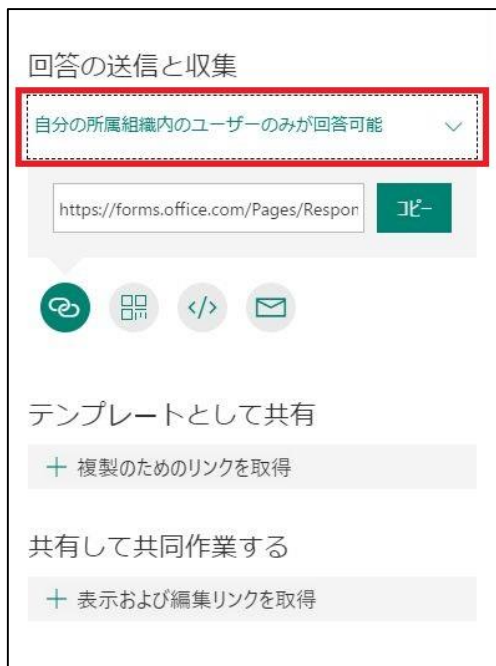 回答の送信と収集
自分の所属組織内のユーザーのみが回答可能
https://forms.office.com/Pages/Respon
コピー
</>
テンプレートとして共有
+ 複製のためのリンクを取得
共有して共同作業する
+ 表示および編集リンクを取得